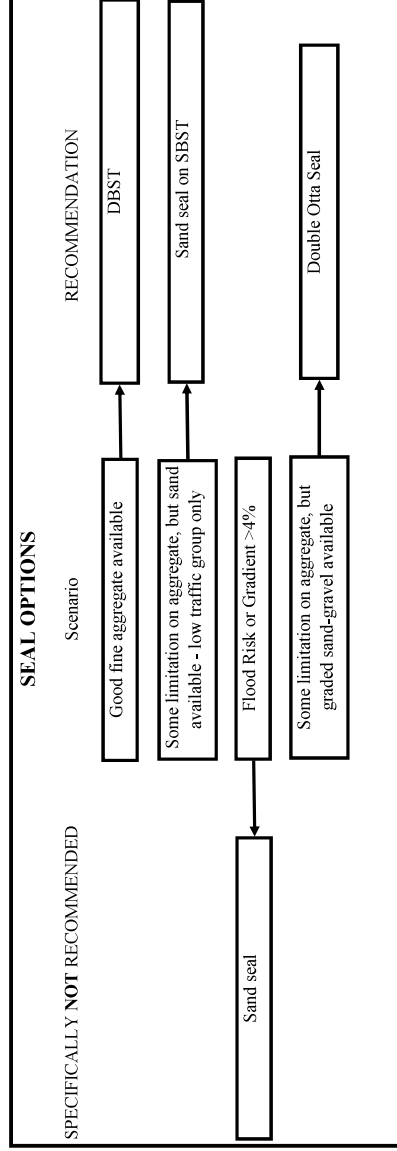 SEAL OPTIONS
SPECIFICALLY NOT RECOMMENDED
Scenario
RECOMMENDATION
Good fine aggregate available
DBST
Some limitation on aggregate, but sand
available - low traffic group only
Sand seal on SBST
Sand seal
Flood Risk or Gradient >4%
Some limitation on aggregate, but
graded sand-gravel available
Double Otta Seal